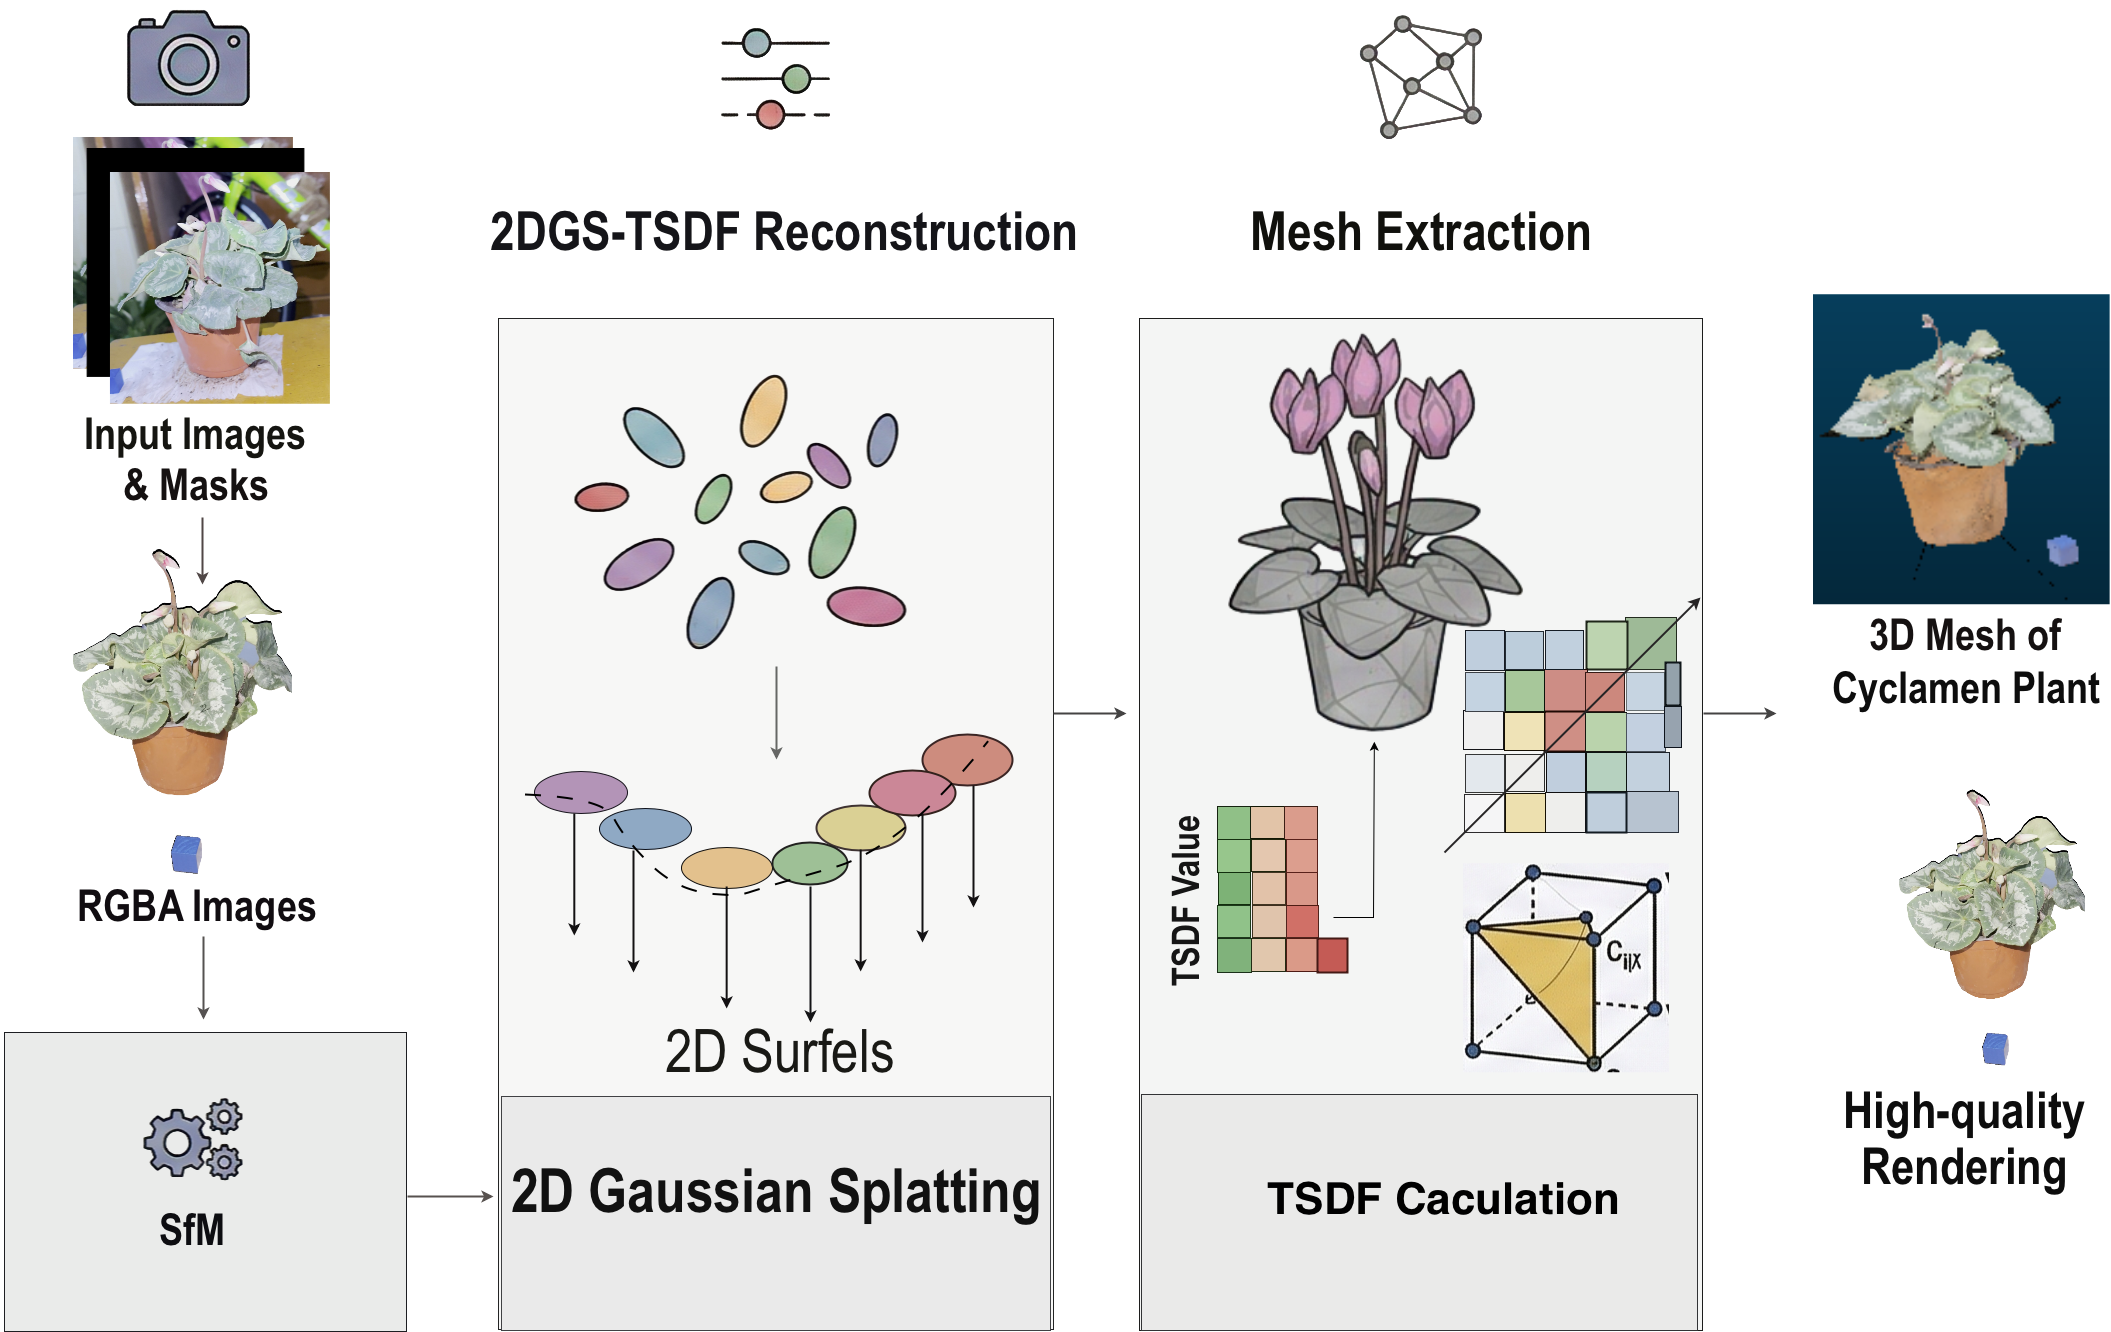 2DGS-TSDF Reconstruction
Mesh Extraction
Input Images
& Masks
RGBA Images
SfM
2D Surfels
2D Gaussian Splatting
TSDF Value
TSDF Caculation
3D Mesh of
Cyclamen Plant
High-quality
Rendering